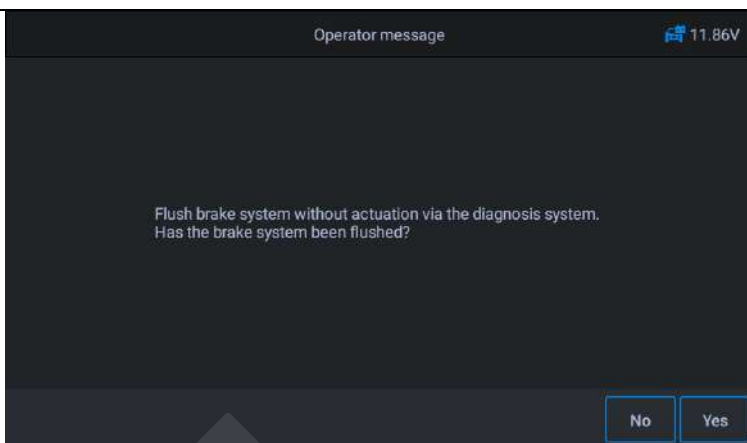 Operator message
11.86V
Flush brake system without actuation via the diagnosis system.
Has the brake system been flushed?
No
Yes